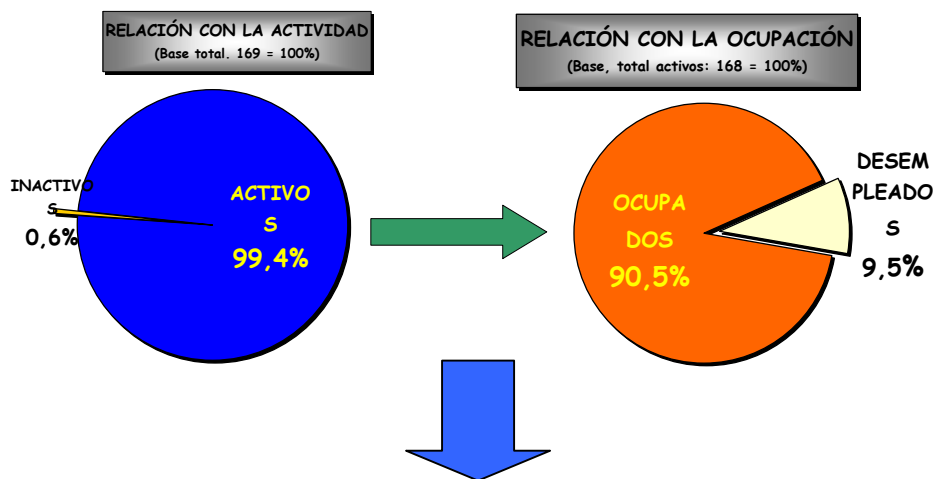 RELACIÓN CON LA ACTIVIDAD
(Base total. 169 = 100%)
INACTIVO
S
0,6%
ACTIVO
S
99,4%
RELACIÓN CON LA OCUPACIÓN
(Base, total activos: 168 = 100%)
OCUPA
DOS
90,5%
DESEM
PLEADO
S
9,5%